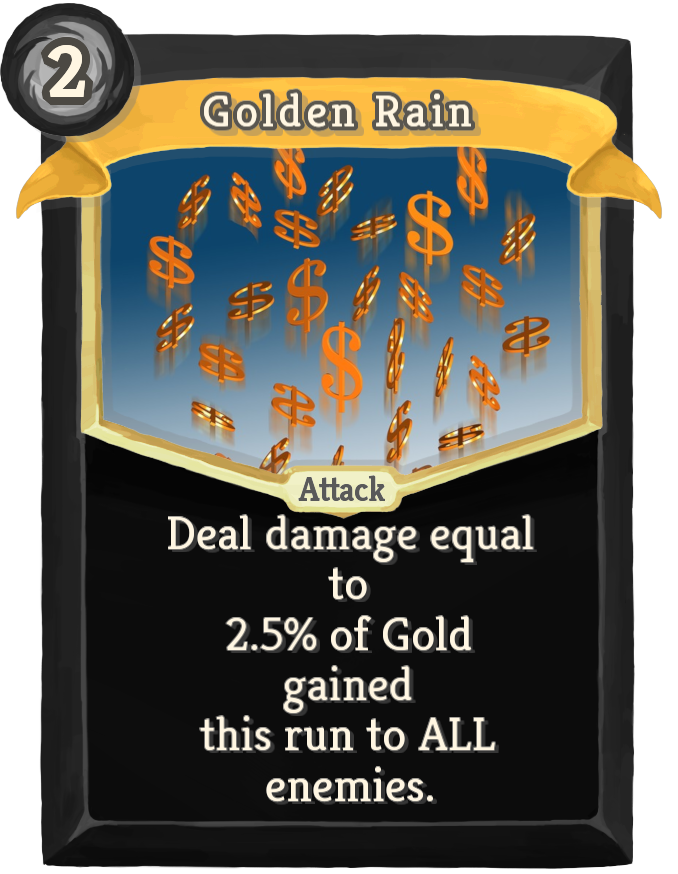 2
Golden Rain
Attack
Deal damage equal
to
2.5% of Gold
gained
this run to ALL
enemies.